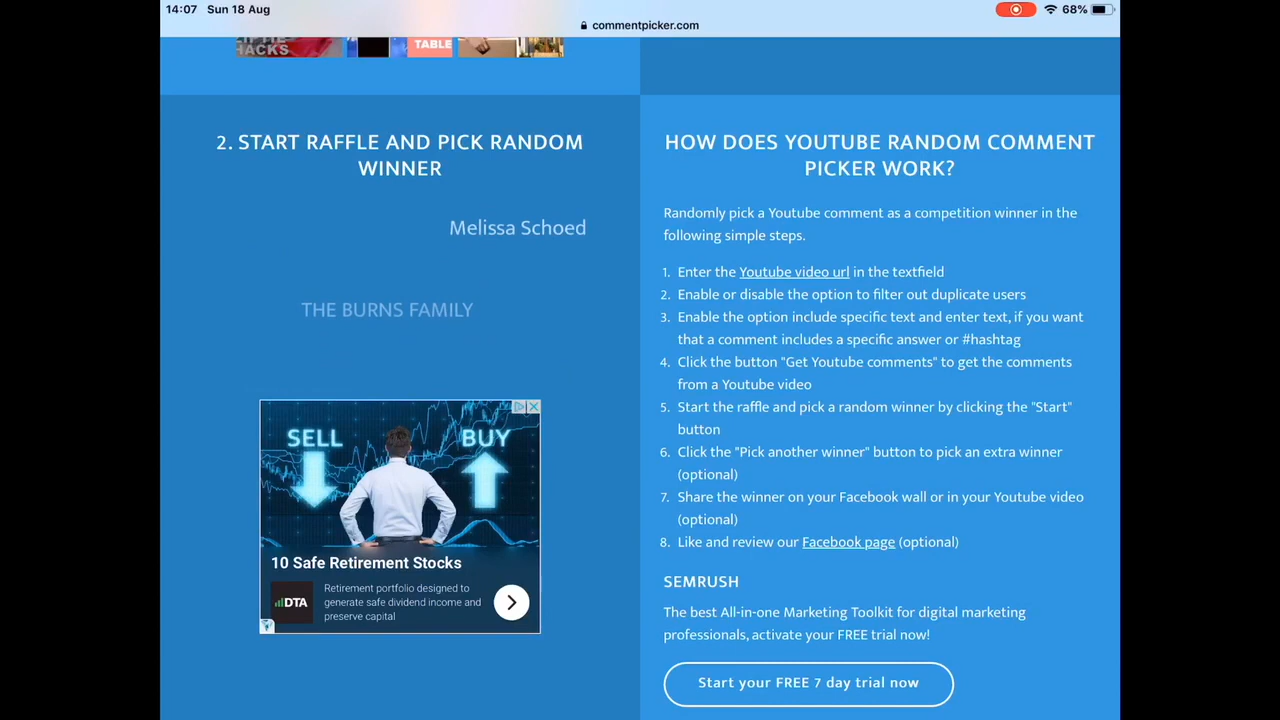 14:07 Sun 18 Aug
68%
commentpicker.com
HACKS
TABLE
2. START RAFFLE AND PICK RANDOM
WINNER
Melissa Schoed
THE BURNS FAMILY
SELL
BUY
10 Safe Retirement Stocks
DTA
Retirement portfolio designed to
generate safe dividend income and
preserve capital
HOW DOES YOUTUBE RANDOM COMMENT
PICKER WORK?
Randomly pick a Youtube comment as a competition winner in the
following simple steps.
1. Enter the Youtube video url in the textfield
2. Enable or disable the option to filter out duplicate users
3. Enable the option include specific text and enter text, if you want
that a comment includes a specific answer or #hashtag
4. Click the button "Get Youtube comments" to get the comments
from a Youtube video
5. Start the raffle and pick a random winner by clicking the "Start"
button
6. Click the "Pick another winner" button to pick an extra winner
(optional)
7. Share the winner on your Facebook wall or in your Youtube video
(optional)
8. Like and review our Facebook page (optional)
SEMRUSH
The best All-in-one Marketing Toolkit for digital marketing
professionals, activate your FREE trial now!
Start your FREE 7 day trial now